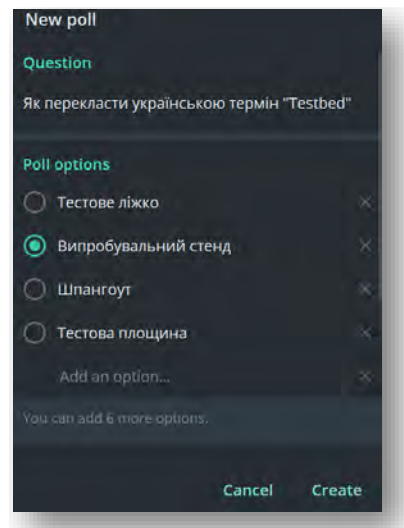 New poll
Question
Як перекласти українською термін "Testbed"
Poll options
Тестове ліжко
Випробувальний стенд
Шпангоут
Тестова площина
Add an option...
You can add 6 more options.
Cancel Create